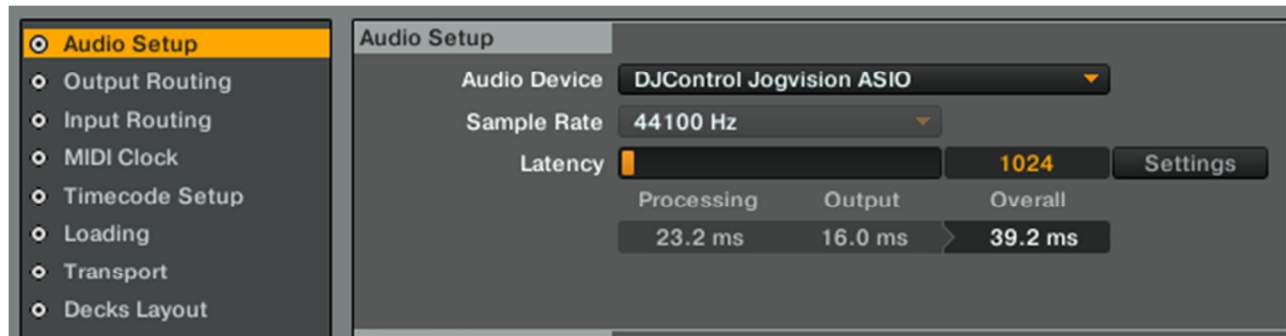 Audio Setup
Output Routing
Input Routing
MIDI Clock
Timecode Setup
Loading
Transport
Decks Layout
Audio Setup
Audio Device DJControl Jogvision ASIO
Sample Rate 44100 Hz
Latency 1024 Settings
Processing Output Overall
23.2 ms 16.0 ms 39.2 ms